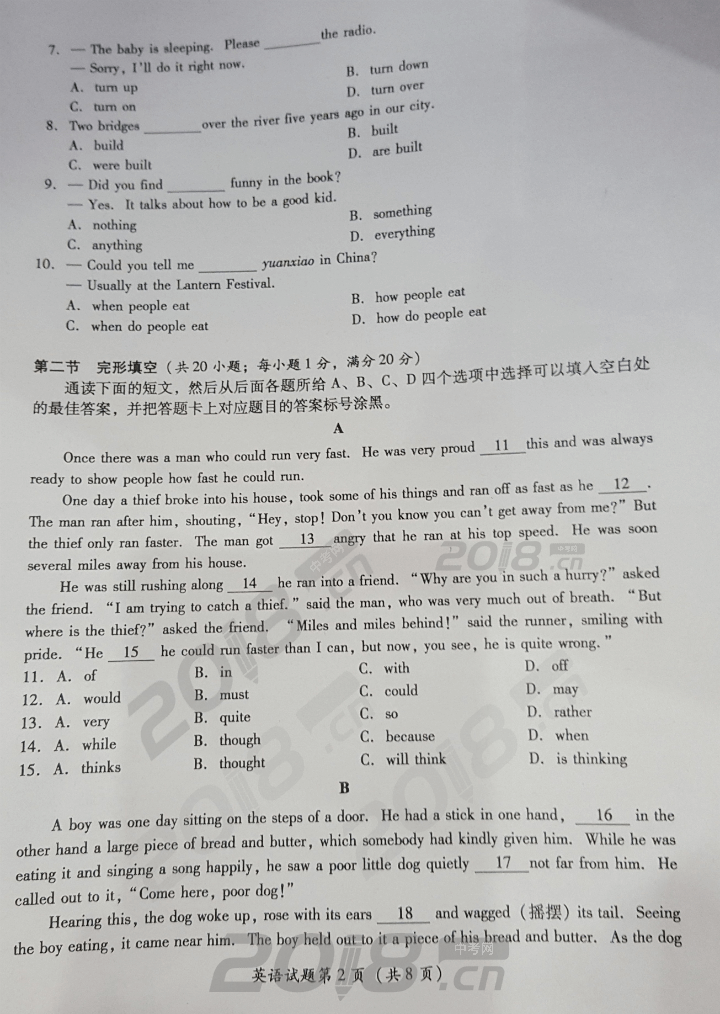 7. — The baby is sleeping. Please ________ the radio.
— Sorry, I'll do it right now.
A. turn up B. turn down
C. turn on D. turn over
8. Two bridges ________ over the river five years ago in our city.
A. build B. built
C. were built D. are built
9. — Did you find ________ funny in the book?
— Yes. It talks about how to be a good kid.
A. nothing B. something
C. anything D. everything
10. — Could you tell me ________ yuanxiao in China?
— Usually at the Lantern Festival.
A. when people eat B. how people eat
C. when do people eat D. how do people eat
第二节 完形填空（共20小题；每小题1分，满分20分）
通读下面的短文，然后从后面各题所给A、B、C、D四个选项中选择可以填入空白处
的最佳答案，并把答题卡上对应题目的答案标号涂黑。
A
Once there was a man who could run very fast. He was very proud 11 this and was always
ready to show people how fast he could run.
One day a thief broke into his house, took some of his things and ran off as fast as he 12 .
The man ran after him, shouting, “Hey, stop! Don't you know you can't get away from me?” But
the thief only ran faster. The man got 13 angry that he ran at his top speed. He was soon
several miles away from his house.
He was still rushing along 14 he ran into a friend. “Why are you in such a hurry?” asked
the friend. “I am trying to catch a thief.” said the man, who was very much out of breath. “But
where is the thief?” asked the friend. “Miles and miles behind!” said the runner, smiling with
pride. “He 15 he could run faster than I can, but now, you see, he is quite wrong.”
11. A. of B. in C. with D. off
12. A. would B. must C. could D. may
13. A. very B. quite C. so D. rather
14. A. while B. though C. because D. when
15. A. thinks B. thought C. will think D. is thinking
B
A boy was one day sitting on the steps of a door. He had a stick in one hand, 16 in the
other hand a large piece of bread and butter, which somebody had kindly given him. While he was
eating it and singing a song happily, he saw a poor little dog quietly 17 not far from him. He
called out to it, “Come here, poor dog!”
Hearing this, the dog woke up, rose with its ears 18 and wagged（摇摆）its tail. Seeing
the boy eating, it came near him. The boy held out to it a piece of his bread and butter. As the dog
英语试题第2页（共8页）
中考网
2018.cn